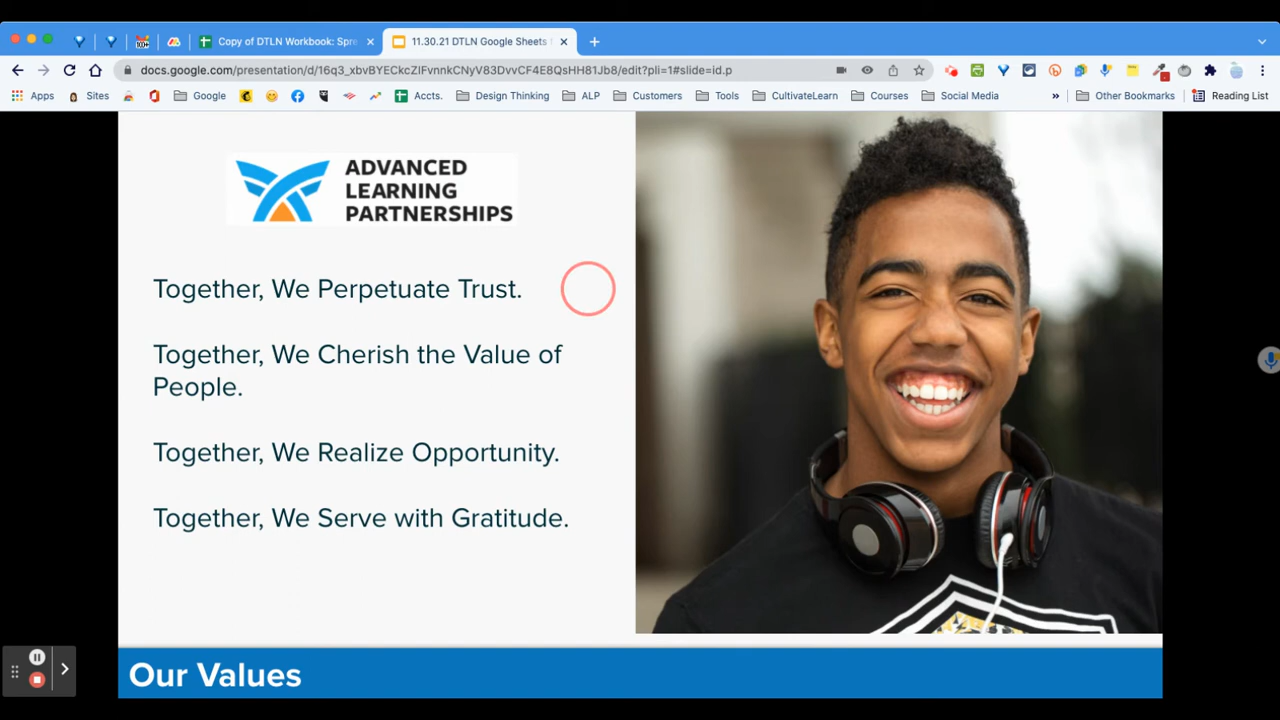 Copy of DTLN Workbook: Spre
11.30.21 DTLN Google Sheets
docs.google.com/presentation/d/16q3_xbvBYECkcZIFvnnkCNyV83DvvCF4E8QsHH81Jb8/edit?pli=1#slide=id.p
Apps Sites Google Accts. Design Thinking ALP Customers Tools CultivateLearn Courses Social Media » Other Bookmarks Reading List
ADVANCED
LEARNING
PARTNERSHIPS
Together, We Perpetuate Trust.
Together, We Cherish the Value of
People.
Together, We Realize Opportunity.
Together, We Serve with Gratitude.
Our Values